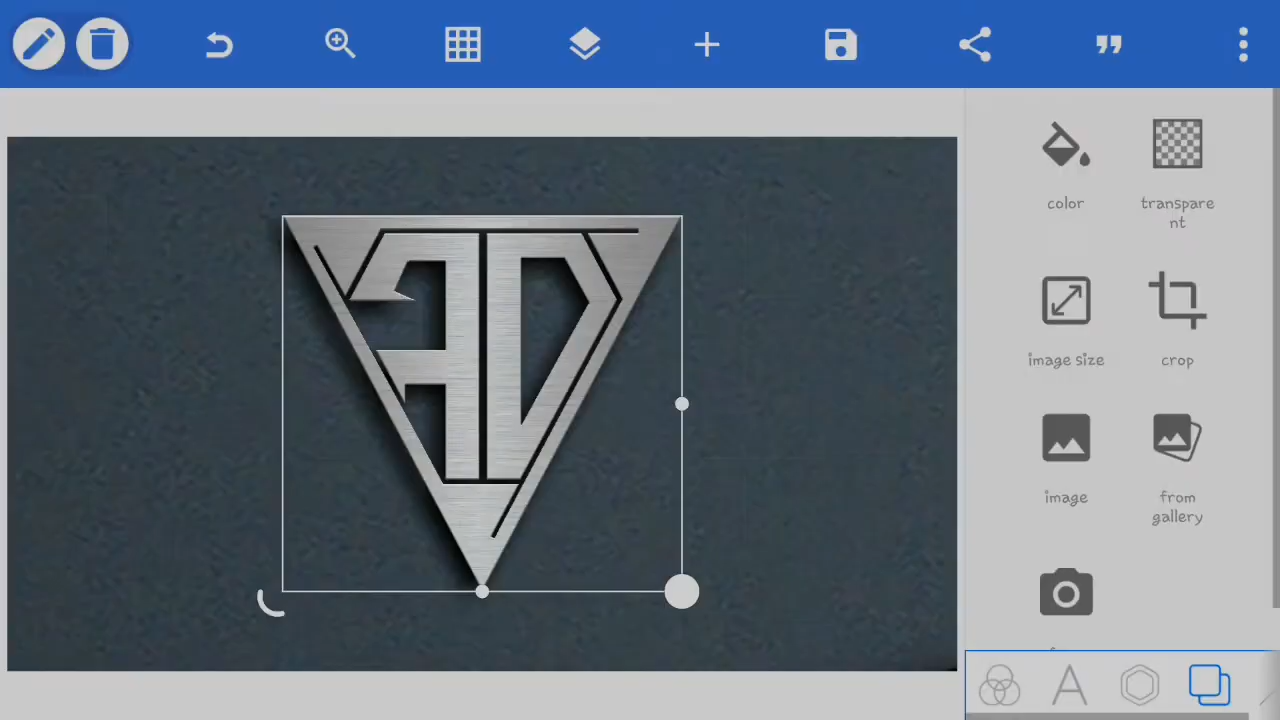 color
transpare
nt
image size
crop
image
from
gallery